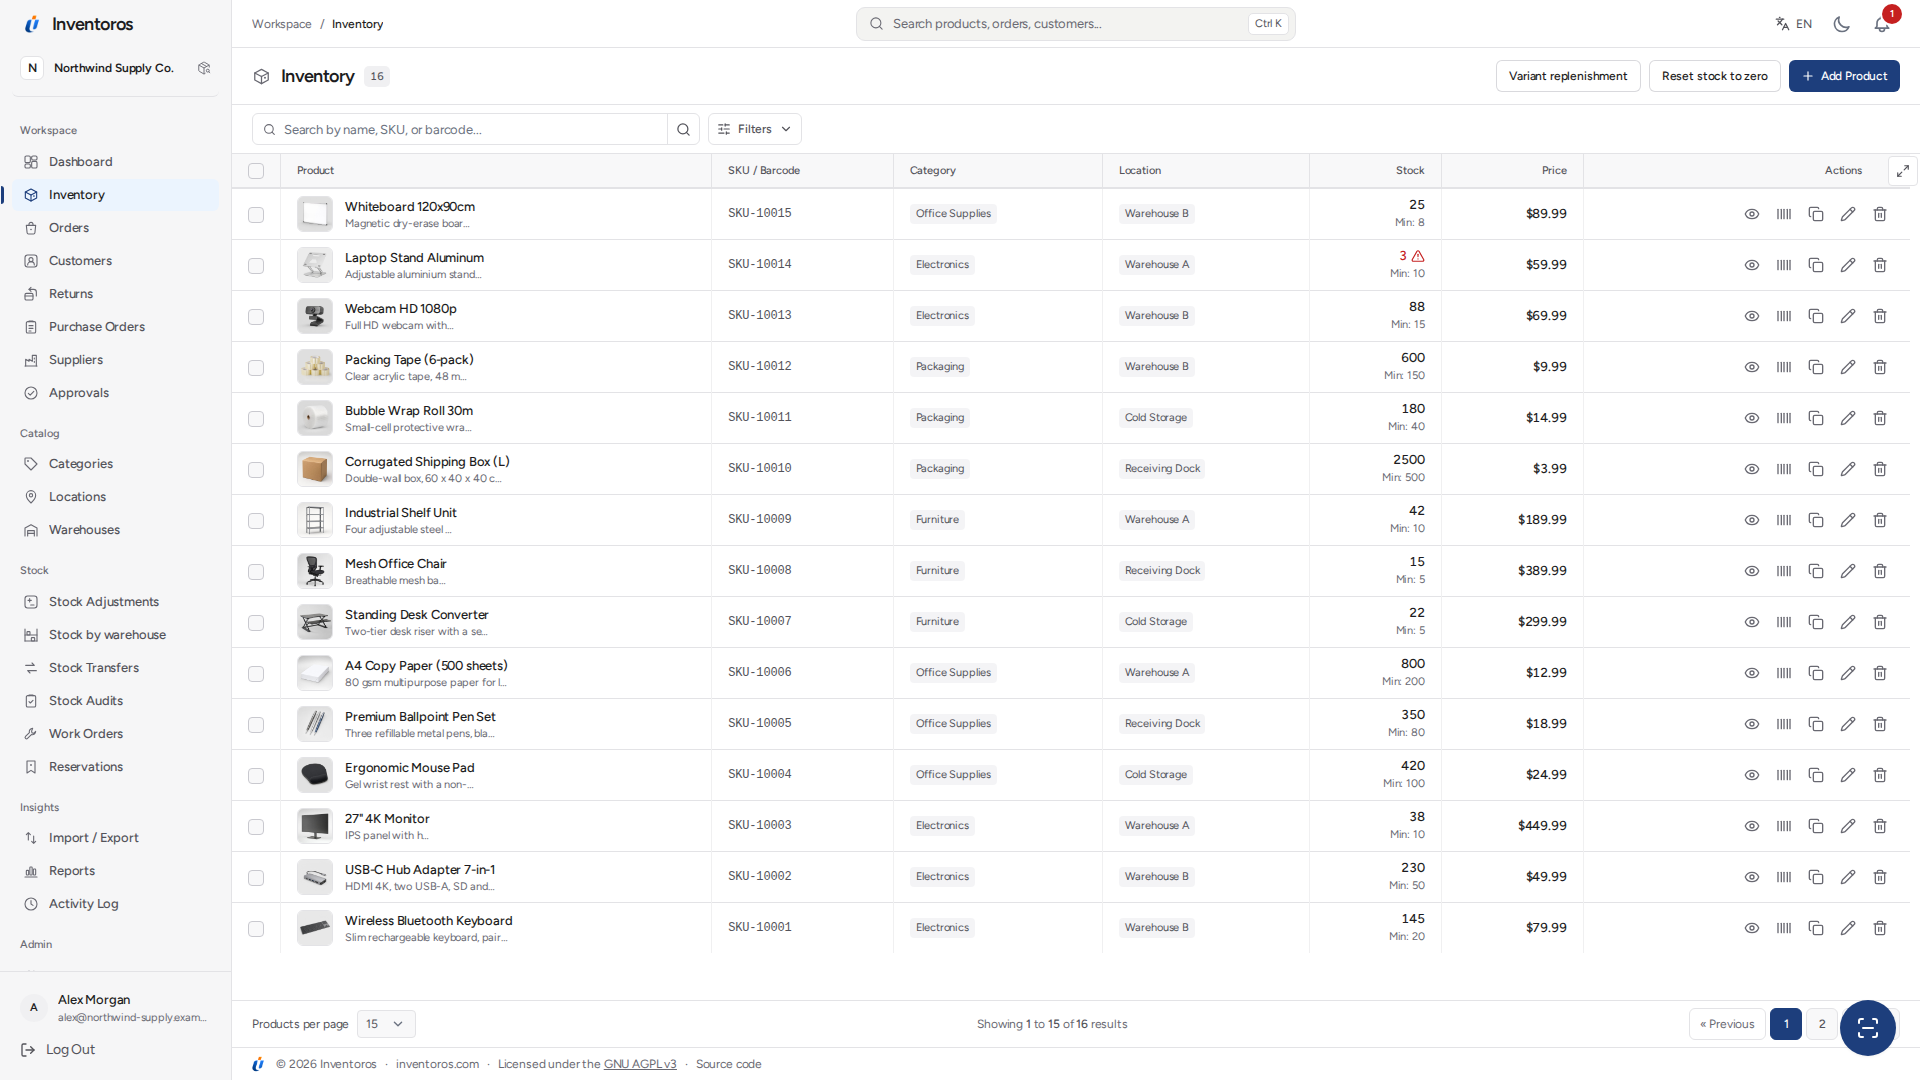 Inventoros
N Northwind Supply Co.
Workspace
Dashboard
Inventory
Orders
Customers
Returns
Purchase Orders
Suppliers
Approvals
Catalog
Categories
Locations
Warehouses
Stock
Stock Adjustments
Stock by warehouse
Stock Transfers
Stock Audits
Work Orders
Reservations
Insights
Import / Export
Reports
Activity Log
Admin
A
Alex Morgan
alex@northwind-supply.exam...
Log Out
Workspace / Inventory
Search products, orders, customers... Ctrl K
EN
1
Inventory 16
Variant replenishment
Reset stock to zero
+ Add Product
Search by name, SKU, or barcode...
Filters
Product SKU / Barcode Category Location Stock Price Actions
Whiteboard 120x90cm SKU-10015 Office Supplies Warehouse B 25 $89.99
Magnetic dry-erase boar... Min: 8
Laptop Stand Aluminum SKU-10014 Electronics Warehouse A 3 $59.99
Adjustable aluminium stand... Min: 10
Webcam HD 1080p SKU-10013 Electronics Warehouse B 88 $69.99
Full HD webcam with... Min: 15
Packing Tape (6-pack) SKU-10012 Packaging Warehouse B 600 $9.99
Clear acrylic tape, 48 m... Min: 150
Bubble Wrap Roll 30m SKU-10011 Packaging Cold Storage 180 $14.99
Small-cell protective wra... Min: 40
Corrugated Shipping Box (L) SKU-10010 Packaging Receiving Dock 2500 $3.99
Double-wall box, 60 x 40 x 40 c... Min: 500
Industrial Shelf Unit SKU-10009 Furniture Warehouse A 42 $189.99
Four adjustable steel ... Min: 10
Mesh Office Chair SKU-10008 Furniture Receiving Dock 15 $389.99
Breathable mesh ba... Min: 5
Standing Desk Converter SKU-10007 Furniture Cold Storage 22 $299.99
Two-tier desk riser with a se... Min: 5
A4 Copy Paper (500 sheets) SKU-10006 Office Supplies Warehouse A 800 $12.99
80 gsm multipurpose paper for l... Min: 200
Premium Ballpoint Pen Set SKU-10005 Office Supplies Receiving Dock 350 $18.99
Three refillable metal pens, bla... Min: 80
Ergonomic Mouse Pad SKU-10004 Office Supplies Cold Storage 420 $24.99
Gel wrist rest with a non-... Min: 100
27" 4K Monitor SKU-10003 Electronics Warehouse A 38 $449.99
IPS panel with h... Min: 10
USB-C Hub Adapter 7-in-1 SKU-10002 Electronics Warehouse B 230 $49.99
HDMI 4K, two USB-A, SD and... Min: 50
Wireless Bluetooth Keyboard SKU-10001 Electronics Warehouse B 145 $79.99
Slim rechargeable keyboard, pair... Min: 20
Products per page 15
Showing 1 to 15 of 16 results
« Previous 1 2
© 2026 Inventoros · inventoros.com · Licensed under the GNU AGPL v3 · Source code